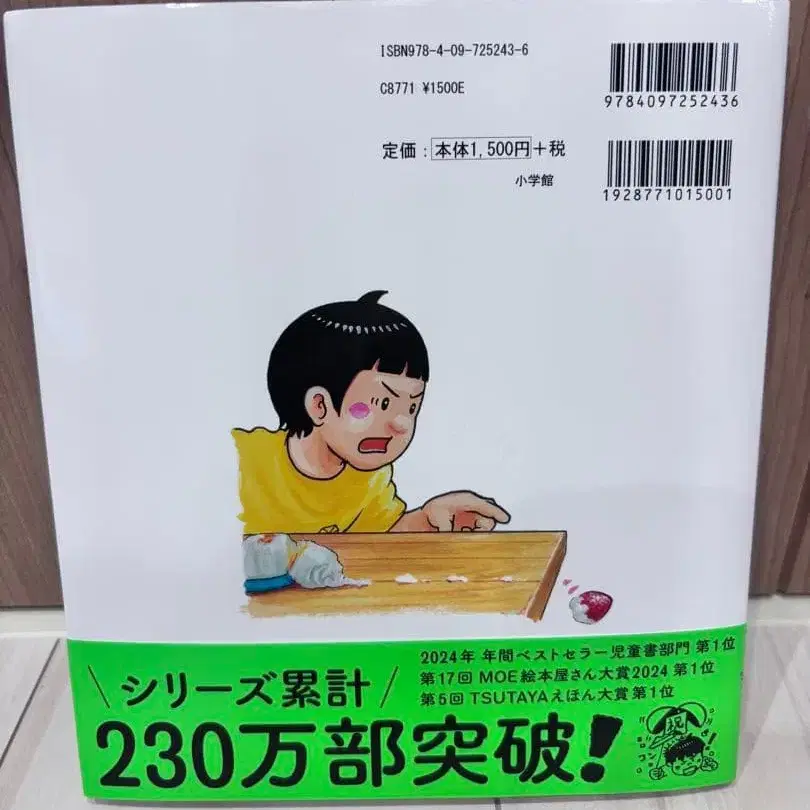 ISBN978-4-09-725243-6
C8771 ¥1500E
9784097252436
定価：本体1,500円＋税
小学館
1928771015001
シリーズ累計
230万部突破！
2024年 年間ベストセラー児童書部門 第1位
第17回 MOE絵本屋さん大賞2024 第1位
第5回 TSUTAYAえほん大賞 第1位
祝